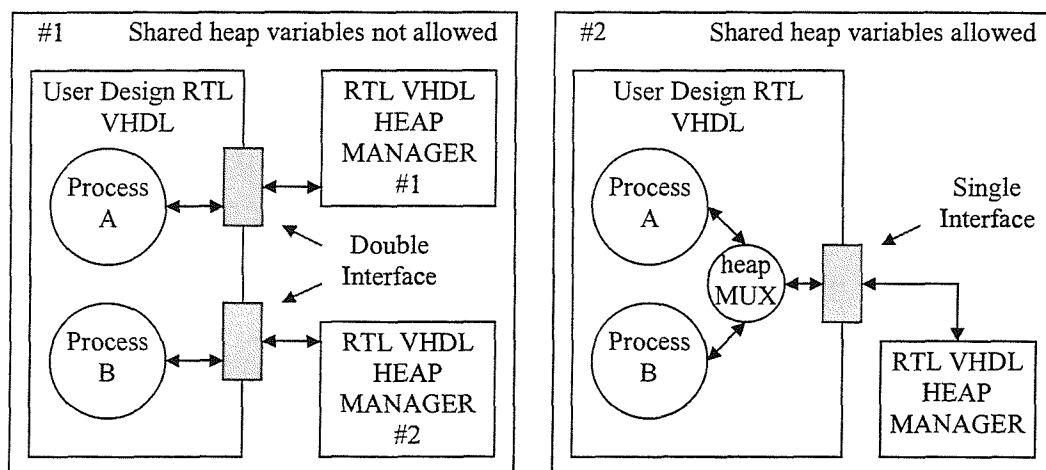 #1 Shared heap variables not allowed
User Design RTL
VHDL
RTL VHDL
HEAP
MANAGER
#1
Process
A
Double
Interface
Process
B
RTL VHDL
HEAP
MANAGER
#2
#2 Shared heap variables allowed
User Design RTL
VHDL
Process
A
Single
Interface
heap
MUX
Process
B
RTL VHDL
HEAP
MANAGER